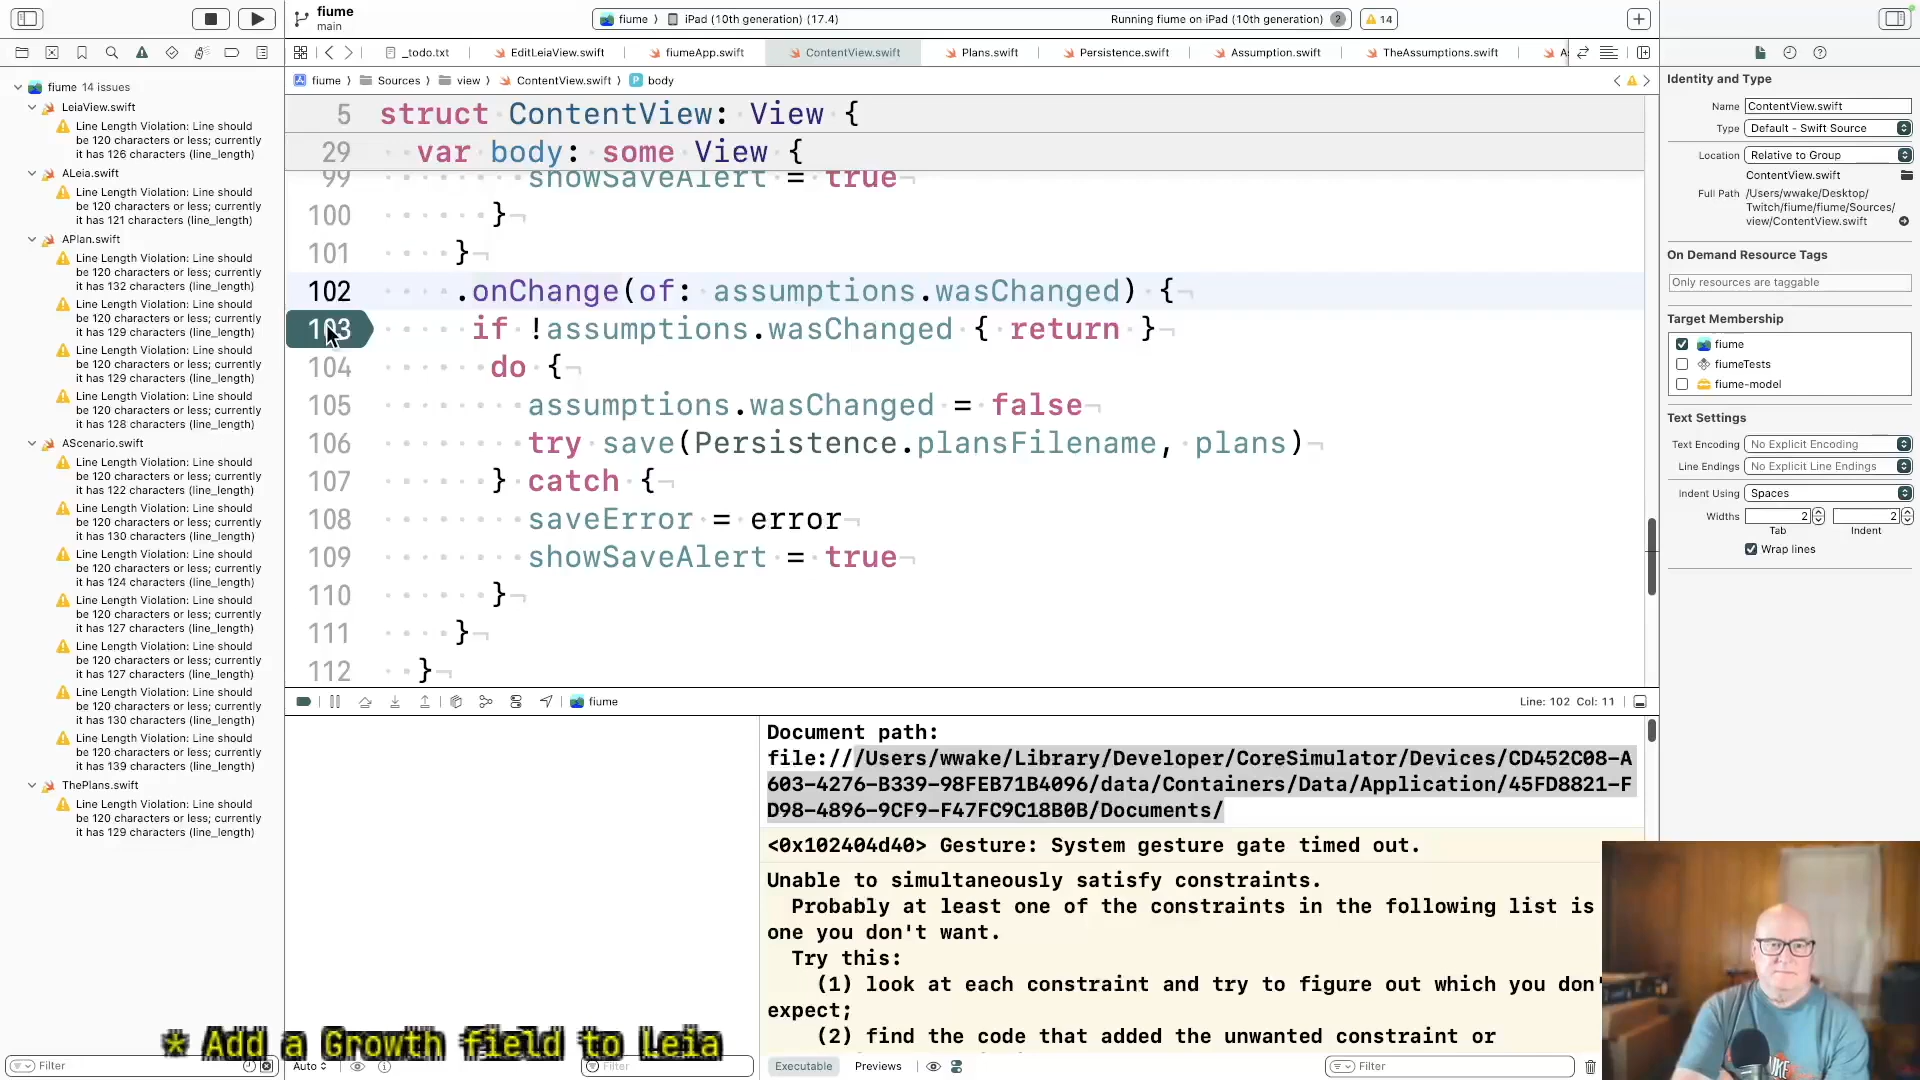 fiume
main
fiume
iPad (10th generation) (17.4)
Running fiume on iPad (10th generation)
2
14
_todo.txt
EditLeiaView.swift
fiumeApp.swift
ContentView.swift
Plans.swift
Persistence.swift
Assumption.swift
TheAssumptions.swift
fiume
Sources
view
ContentView.swift
body
fiume 14 issues
LeiaView.swift
Line Length Violation: Line should
be 120 characters or less; currently
it has 126 characters (line_length)
ALeia.swift
Line Length Violation: Line should
be 120 characters or less; currently
it has 121 characters (line_length)
APlan.swift
Line Length Violation: Line should
be 120 characters or less; currently
it has 132 characters (line_length)
Line Length Violation: Line should
be 120 characters or less; currently
it has 129 characters (line_length)
Line Length Violation: Line should
be 120 characters or less; currently
it has 129 characters (line_length)
Line Length Violation: Line should
be 120 characters or less; currently
it has 128 characters (line_length)
AScenario.swift
Line Length Violation: Line should
be 120 characters or less; currently
it has 122 characters (line_length)
Line Length Violation: Line should
be 120 characters or less; currently
it has 130 characters (line_length)
Line Length Violation: Line should
be 120 characters or less; currently
it has 124 characters (line_length)
Line Length Violation: Line should
be 120 characters or less; currently
it has 127 characters (line_length)
Line Length Violation: Line should
be 120 characters or less; currently
it has 127 characters (line_length)
Line Length Violation: Line should
be 120 characters or less; currently
it has 130 characters (line_length)
Line Length Violation: Line should
be 120 characters or less; currently
it has 139 characters (line_length)
ThePlans.swift
Line Length Violation: Line should
be 120 characters or less; currently
it has 129 characters (line_length)
Filter
5 struct ContentView: View {
29 var body: some View {
99 showSaveAlert = true
100 }
101 }
102 .onChange(of: assumptions.wasChanged) {
103 if !assumptions.wasChanged { return }
104 do {
105 assumptions.wasChanged = false
106 try save(Persistence.plansFilename, plans)
107 } catch {
108 saveError = error
109 showSaveAlert = true
110 }
111 }
112 }
fiume
Line: 102 Col: 11
Document path:
file:///Users/wwake/Library/Developer/CoreSimulator/Devices/CD452C08-A
603-4276-B339-98FEB71B4096/data/Containers/Data/Application/45FD8821-F
D98-4896-9CF9-F47FC9C18B0B/Documents/
<0x102404d40> Gesture: System gesture gate timed out.
Unable to simultaneously satisfy constraints.
Probably at least one of the constraints in the following list is
one you don't want.
Try this:
(1) look at each constraint and try to figure out which you don'
expect;
(2) find the code that added the unwanted constraint or
* Add a Growth field to Leia
Auto
Filter
Executable
Previews
Filter
Identity and Type
Name ContentView.swift
Type Default - Swift Source
Location Relative to Group
ContentView.swift
Full Path /Users/wwake/Desktop/
Twitch/fiume/fiume/Sources/
view/ContentView.swift
On Demand Resource Tags
Only resources are taggable
Target Membership
fiume
fiumeTests
fiume-model
Text Settings
Text Encoding No Explicit Encoding
Line Endings No Explicit Line Endings
Indent Using Spaces
Widths 2 2
Tab Indent
Wrap lines